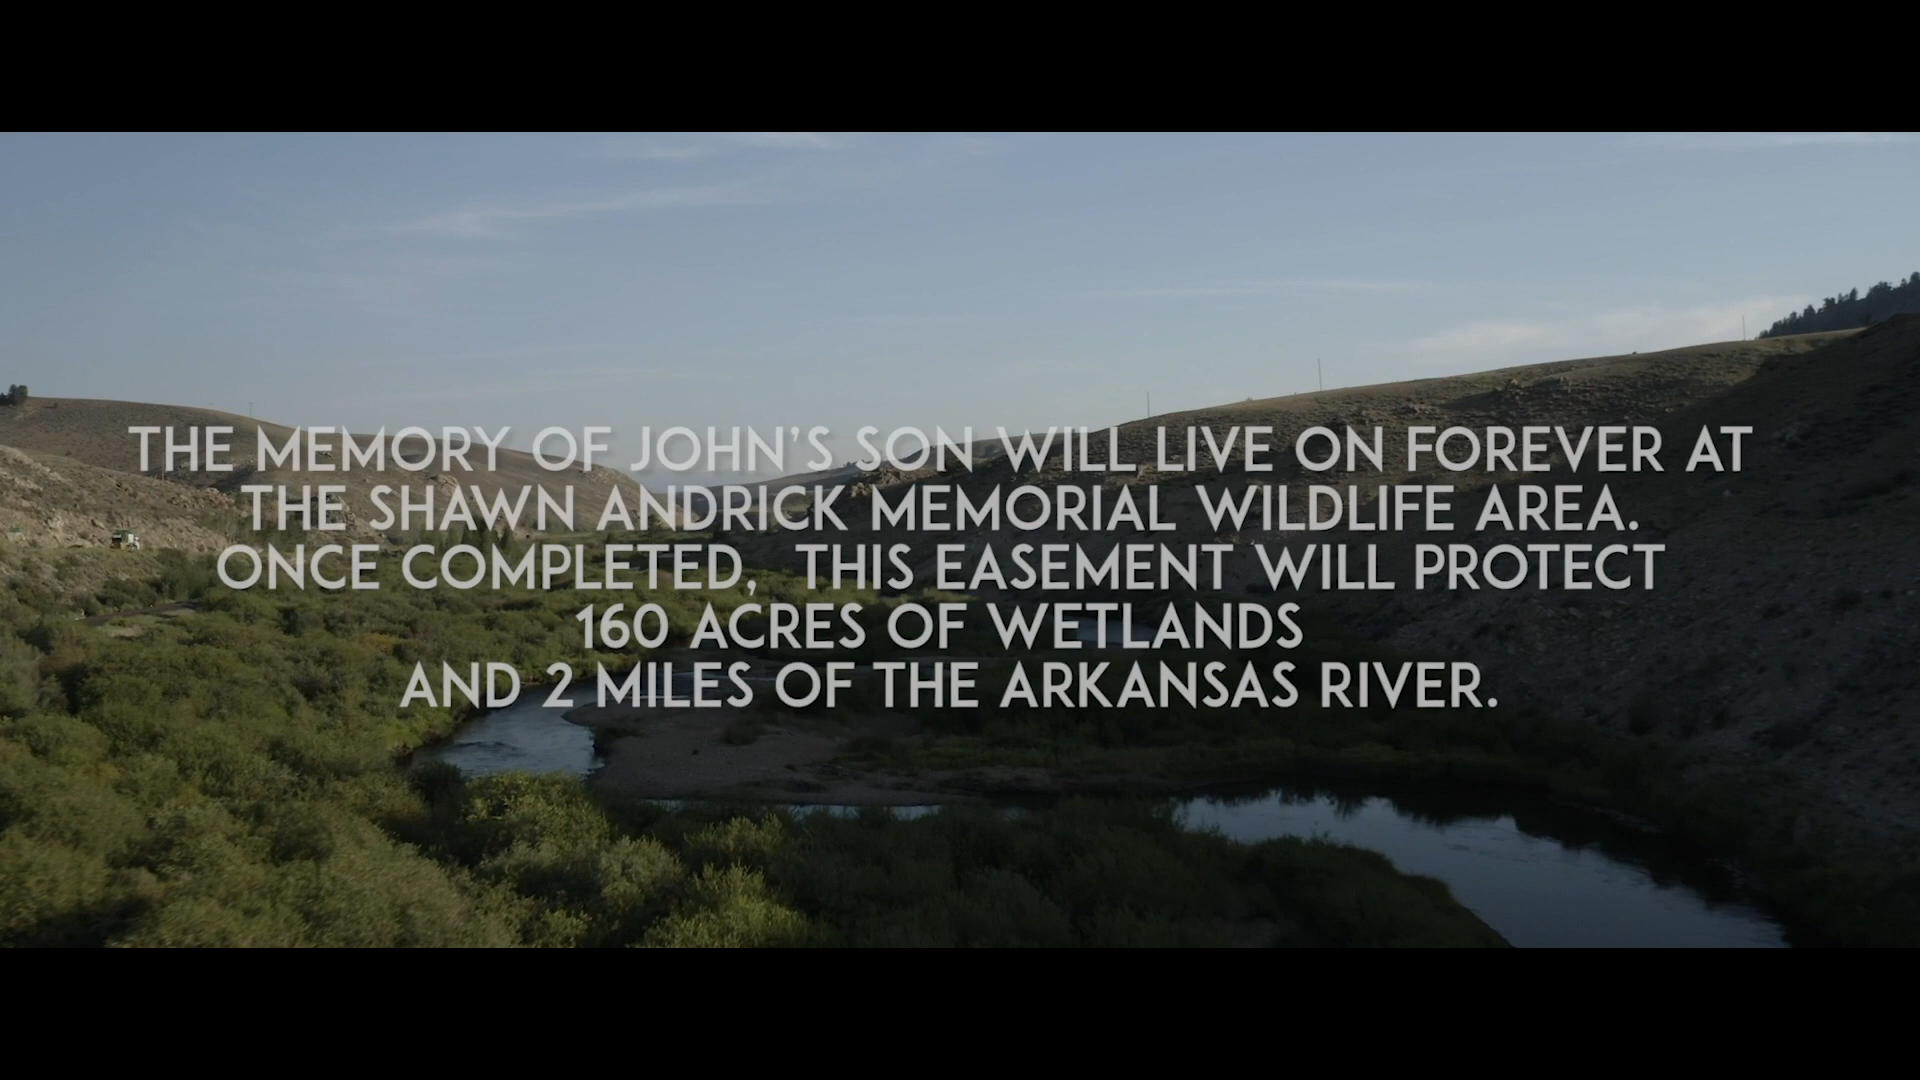 THE MEMORY OF JOHN'S SON WILL LIVE ON FOREVER AT
THE SHAWN ANDRICK MEMORIAL WILDLIFE AREA.
ONCE COMPLETED, THIS EASEMENT WILL PROTECT
160 ACRES OF WETLANDS
AND 2 MILES OF THE ARKANSAS RIVER.